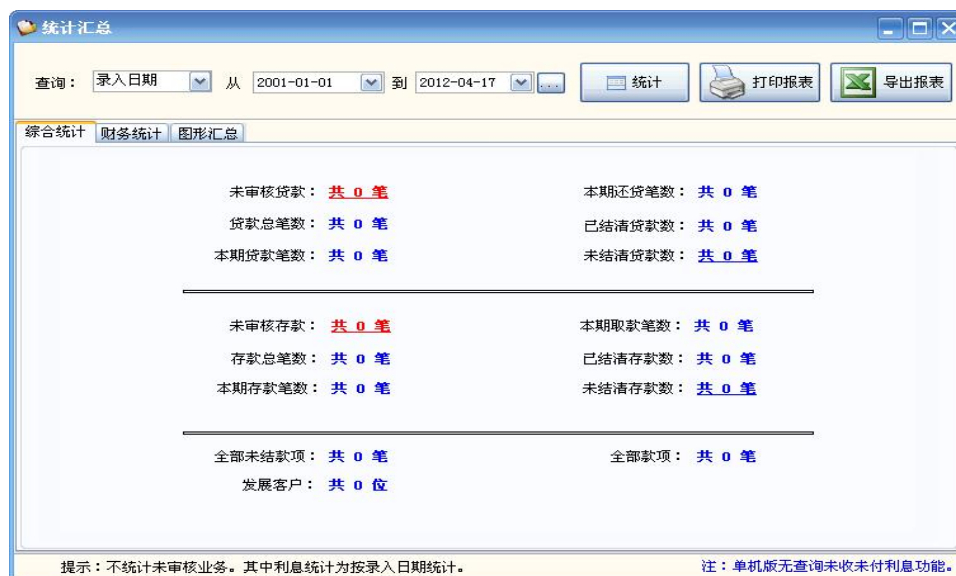 统计汇总
查询： 录入日期 从 2001-01-01 到 2012-04-17 ... 统计 打印报表 导出报表
综合统计 财务统计 图形汇总
未审核贷款： 共 0 笔 本期还贷笔数： 共 0 笔
贷款总笔数： 共 0 笔 已结清贷款数： 共 0 笔
本期贷款笔数： 共 0 笔 未结清贷款数： 共 0 笔
未审核存款： 共 0 笔 本期取款笔数： 共 0 笔
存款总笔数： 共 0 笔 已结清存款数： 共 0 笔
本期存款笔数： 共 0 笔 未结清存款数： 共 0 笔
全部未结款项： 共 0 笔 全部款项： 共 0 笔
发展客户： 共 0 位
提示：不统计未审核业务。其中利息统计为按录入日期统计。 注：单机版无查询未收未付利息功能。